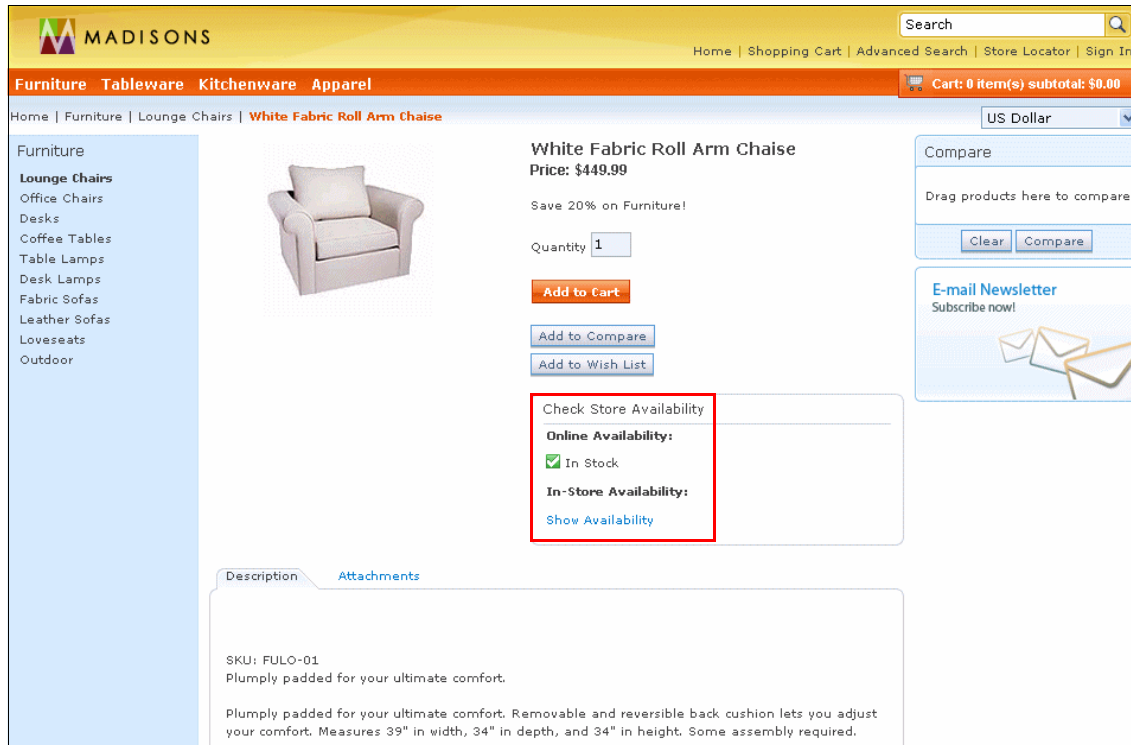 MADISONS
Search
Home | Shopping Cart | Advanced Search | Store Locator | Sign In
Furniture Tableware Kitchenware Apparel
Cart: 0 item(s) subtotal: $0.00
Home | Furniture | Lounge Chairs | White Fabric Roll Arm Chaise
US Dollar
Furniture
Lounge Chairs
Office Chairs
Desks
Coffee Tables
Table Lamps
Desk Lamps
Fabric Sofas
Leather Sofas
Loveseats
Outdoor
White Fabric Roll Arm Chaise
Price: $449.99
Save 20% on Furniture!
Quantity 1
Add to Cart
Add to Compare
Add to Wish List
Check Store Availability
Online Availability:
In Stock
In-Store Availability:
Show Availability
Compare
Drag products here to compare
Clear Compare
E-mail Newsletter
Subscribe now!
Description Attachments
SKU: FULO-01
Plumply padded for your ultimate comfort.
Plumply padded for your ultimate comfort. Removable and reversible back cushion lets you adjust
your comfort. Measures 39" in width, 34" in depth, and 34" in height. Some assembly required.